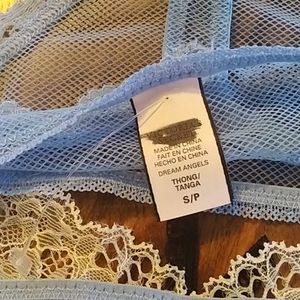 MADE IN CHINA
FAIT EN CHINE
HECHO EN CHINA
DREAM ANGELS
THONG/
TANGA
S/P